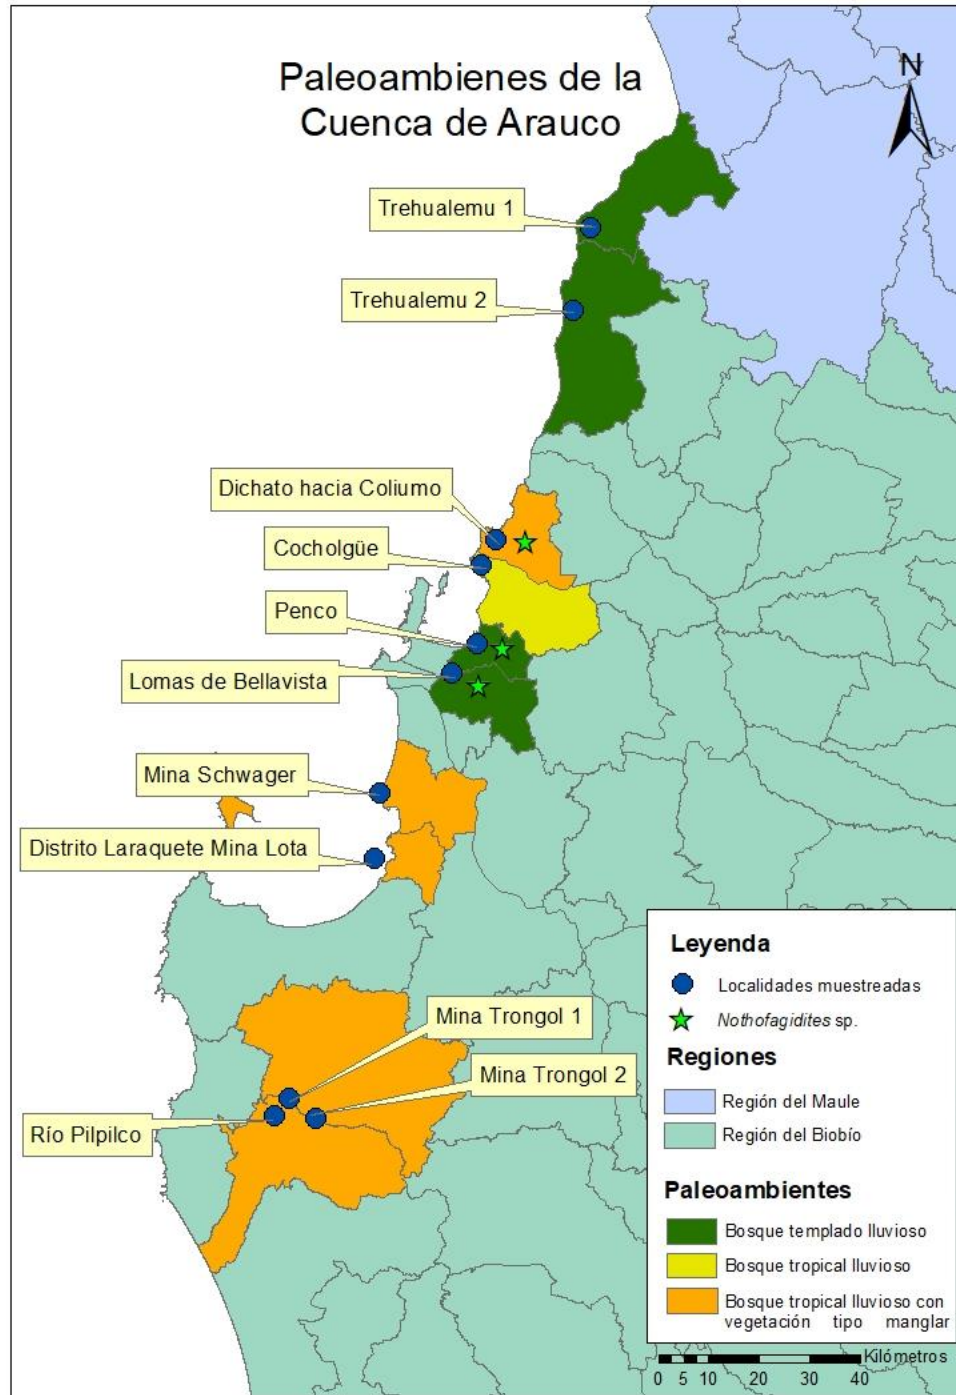 Paleoambienes de la
Cuenca de Arauco
N
Trehualemu 1
Trehualemu 2
Dichato hacia Coliumo
Cocholgüe
Penco
Lomas de Bellavista
Mina Schwager
Distrito Laraquete Mina Lota
Mina Trongol 1
Mina Trongol 2
Río Pilpilco
Leyenda
Localidades muestreadas
Nothofagidites sp.
Regiones
Región del Maule
Región del Biobío
Paleoambientes
Bosque templado lluvioso
Bosque tropical lluvioso
Bosque tropical lluvioso con
vegetación tipo manglar
Kilómetros
0 5 10 20 30 40